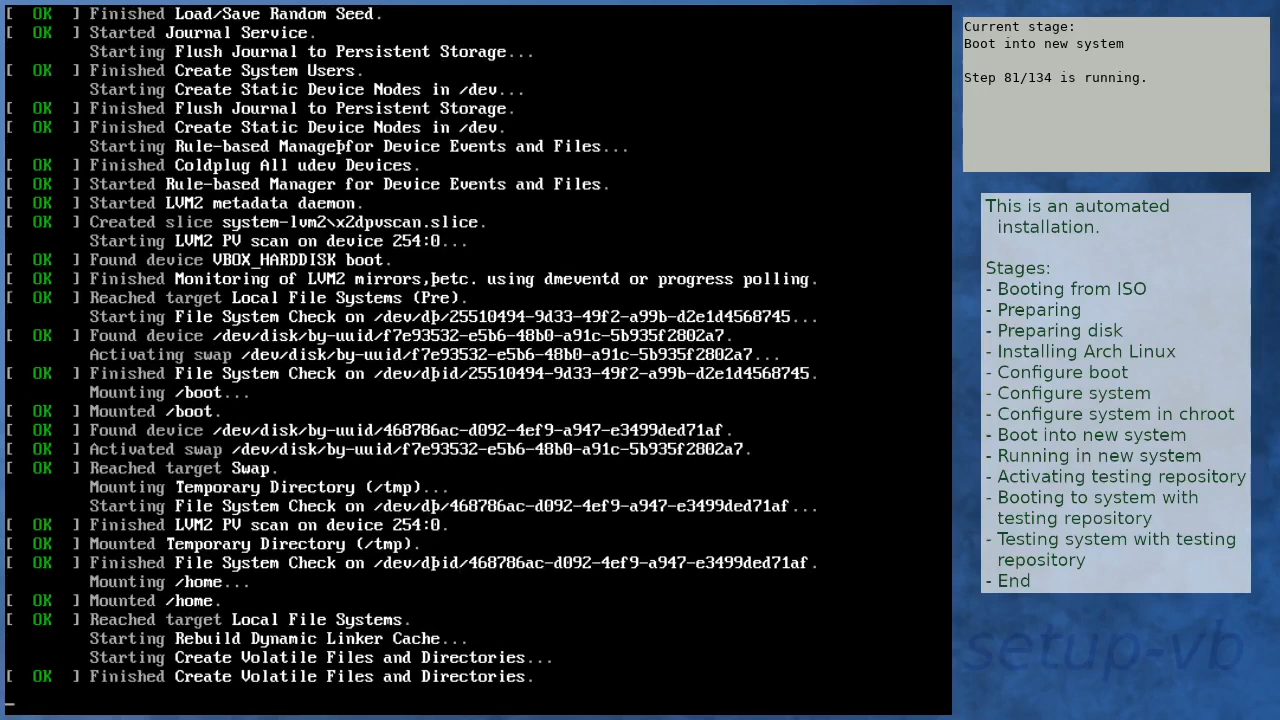 [  OK  ] Finished Load/Save Random Seed.
[  OK  ] Started Journal Service.
         Starting Flush Journal to Persistent Storage...
[  OK  ] Finished Create System Users.
         Starting Create Static Device Nodes in /dev...
[  OK  ] Finished Flush Journal to Persistent Storage.
[  OK  ] Finished Create Static Device Nodes in /dev.
         Starting Rule-based Manageþfor Device Events and Files...
[  OK  ] Finished Coldplug All udev Devices.
[  OK  ] Started Rule-based Manager for Device Events and Files.
[  OK  ] Started LVM2 metadata daemon.
[  OK  ] Created slice system-lvm2\x2dpvscan.slice.
         Starting LVM2 PV scan on device 254:0...
[  OK  ] Found device VBOX_HARDDISK boot.
[  OK  ] Finished Monitoring of LVM2 mirrors,þetc. using dmeventd or progress polling.
[  OK  ] Reached target Local File Systems (Pre).
         Starting File System Check on /dev/dþ/25510494-9d33-49f2-a99b-d2e1d4568745...
[  OK  ] Found device /dev/disk/by-uuid/f7e93532-e5b6-48b0-a91c-5b935f2802a7.
         Activating swap /dev/disk/by-uuid/f7e93532-e5b6-48b0-a91c-5b935f2802a7...
[  OK  ] Finished File System Check on /dev/dþid/25510494-9d33-49f2-a99b-d2e1d4568745.
         Mounting /boot...
[  OK  ] Mounted /boot.
[  OK  ] Found device /dev/disk/by-uuid/468786ac-d092-4ef9-a947-e3499ded71af.
[  OK  ] Activated swap /dev/disk/by-uuid/f7e93532-e5b6-48b0-a91c-5b935f2802a7.
[  OK  ] Reached target Swap.
         Mounting Temporary Directory (/tmp)...
         Starting File System Check on /dev/dþ/468786ac-d092-4ef9-a947-e3499ded71af...
[  OK  ] Finished LVM2 PV scan on device 254:0.
[  OK  ] Mounted Temporary Directory (/tmp).
[  OK  ] Finished File System Check on /dev/dþid/468786ac-d092-4ef9-a947-e3499ded71af.
         Mounting /home...
[  OK  ] Mounted /home.
[  OK  ] Reached target Local File Systems.
         Starting Rebuild Dynamic Linker Cache...
         Starting Create Volatile Files and Directories...
[  OK  ] Finished Create Volatile Files and Directories.
Current stage:
Boot into new system
Step 81/134 is running.
This is an automated
installation.
Stages:
- Booting from ISO
- Preparing
- Preparing disk
- Installing Arch Linux
- Configure boot
- Configure system
- Configure system in chroot
- Boot into new system
- Running in new system
- Activating testing repository
- Booting to system with
testing repository
- Testing system with testing
repository
- End
-setup-vb